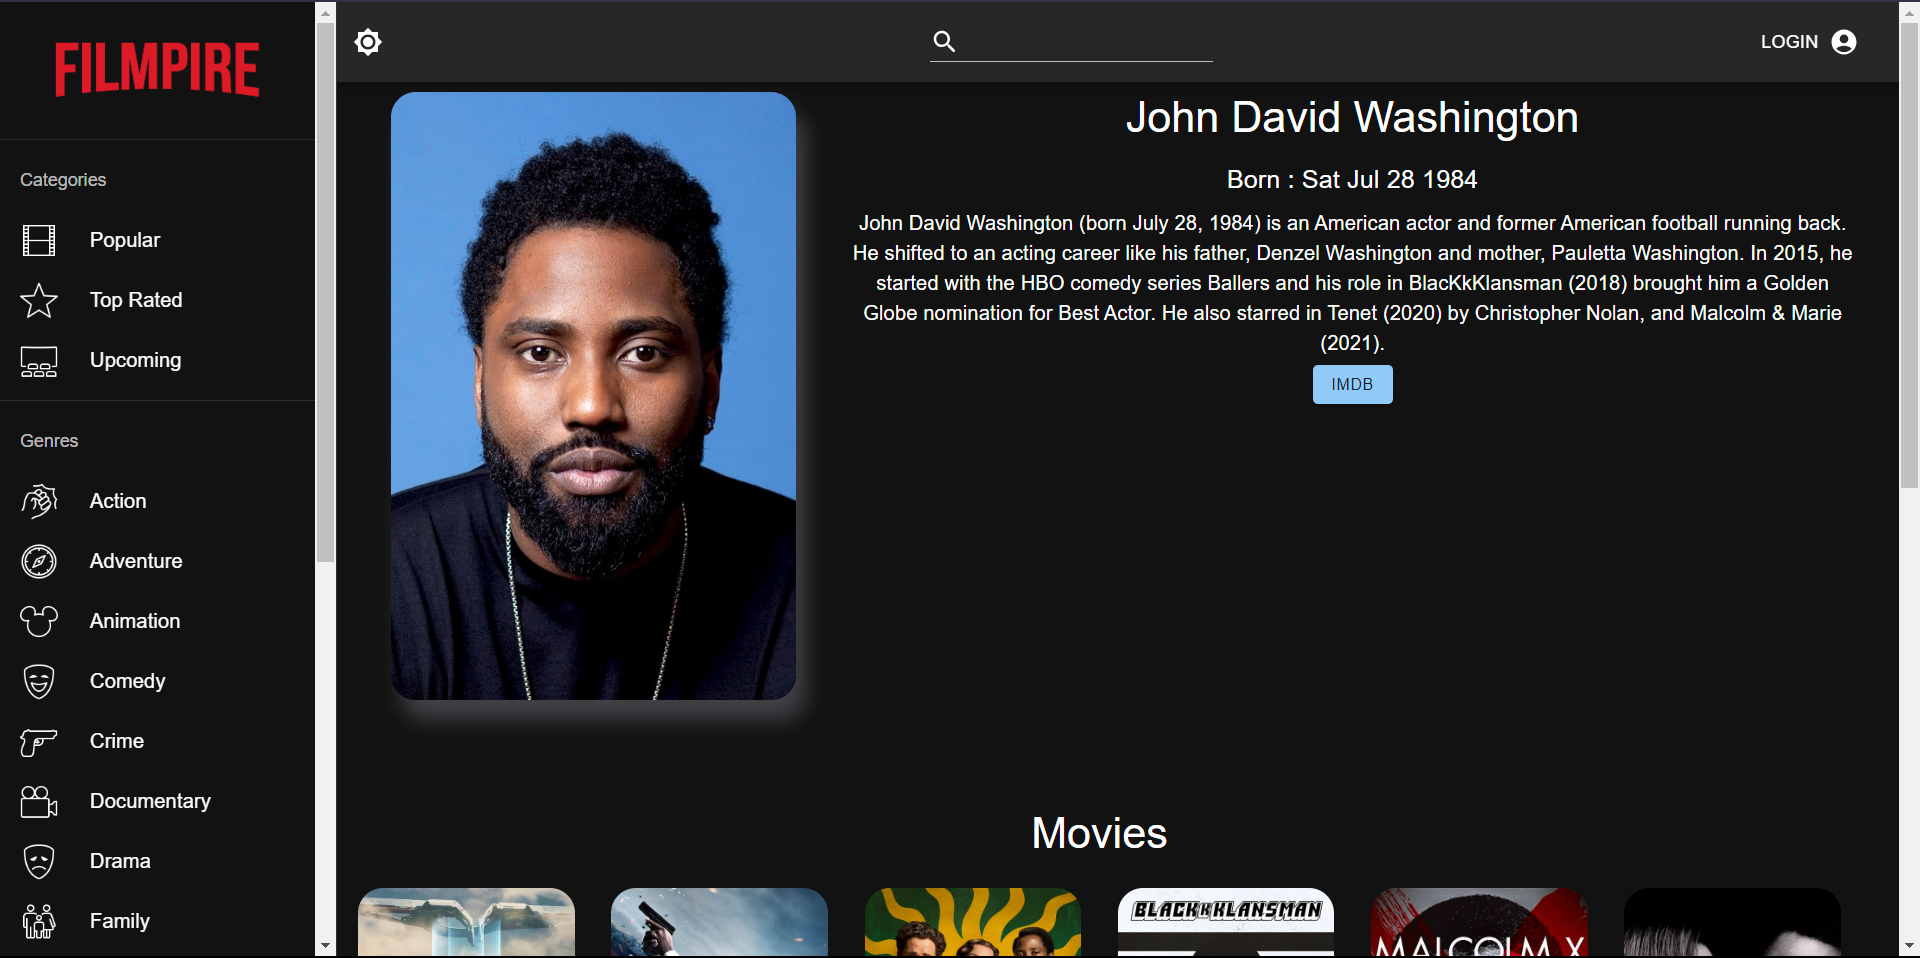 FILMPIRE
LOGIN
Categories
Popular
Top Rated
Upcoming
Genres
Action
Adventure
Animation
Comedy
Crime
Documentary
Drama
Family
John David Washington
Born : Sat Jul 28 1984
John David Washington (born July 28, 1984) is an American actor and former American football running back.
He shifted to an acting career like his father, Denzel Washington and mother, Pauletta Washington. In 2015, he
started with the HBO comedy series Ballers and his role in BlacKkKlansman (2018) brought him a Golden
Globe nomination for Best Actor. He also starred in Tenet (2020) by Christopher Nolan, and Malcolm & Marie
(2021).
IMDB
Movies
BLACKKKLANSMAN
MALCOLM X